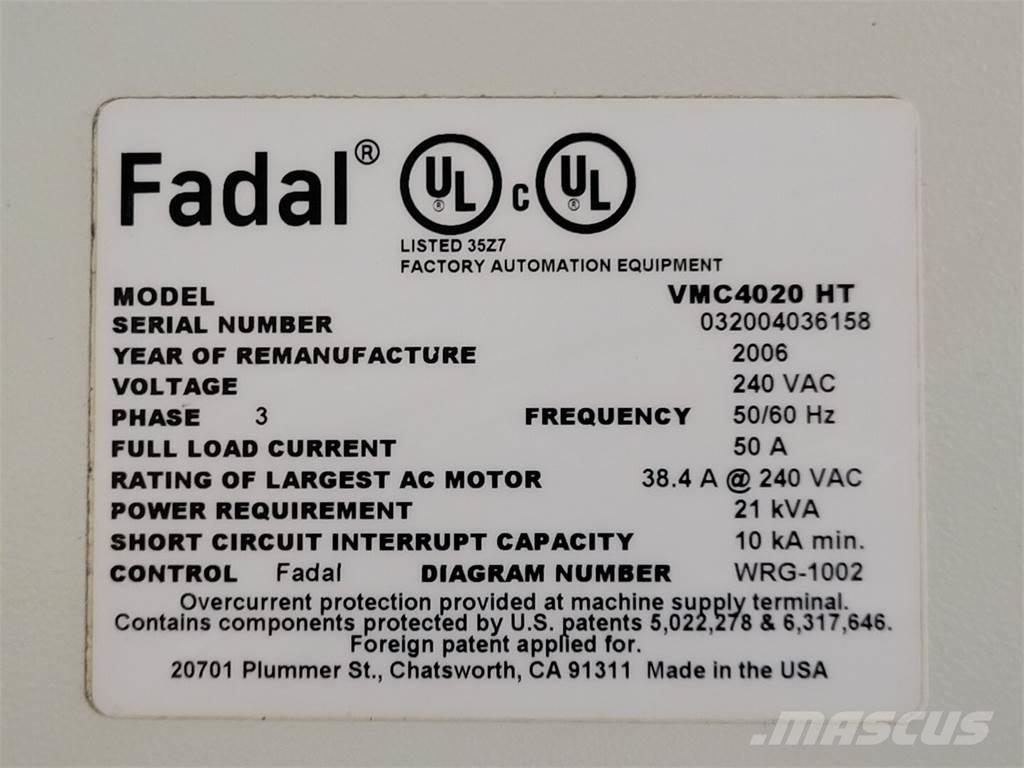 Fadal® UL® c UL®
LISTED 35Z7
FACTORY AUTOMATION EQUIPMENT
MODEL VMC4020 HT
SERIAL NUMBER 032004036158
YEAR OF REMANUFACTURE 2006
VOLTAGE 240 VAC
PHASE 3 FREQUENCY 50/60 Hz
FULL LOAD CURRENT 50 A
RATING OF LARGEST AC MOTOR 38.4 A @ 240 VAC
POWER REQUIREMENT 21 kVA
SHORT CIRCUIT INTERRUPT CAPACITY 10 kA min.
CONTROL Fadal DIAGRAM NUMBER WRG-1002
Overcurrent protection provided at machine supply terminal.
Contains components protected by U.S. patents 5,022,278 & 6,317,646.
Foreign patent applied for.
20701 Plummer St., Chatsworth, CA 91311 Made in the USA
MASCUS